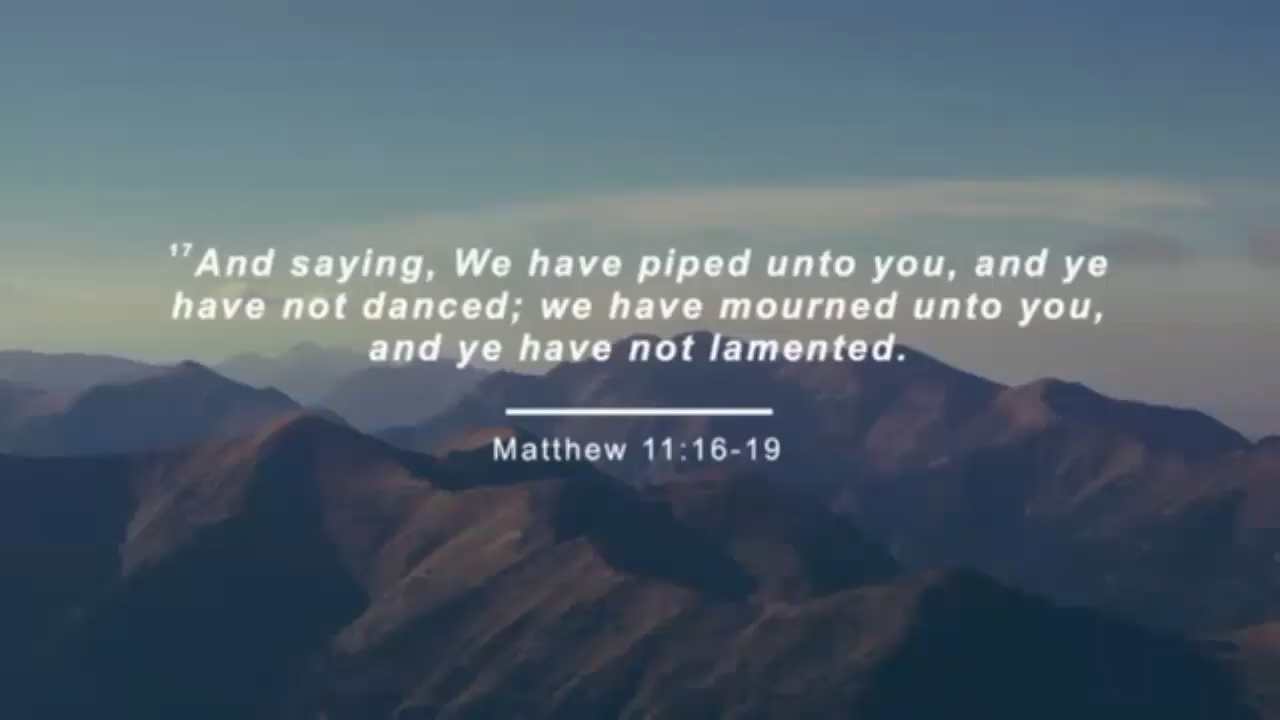 ¹⁷And saying, We have piped unto you, and ye
have not danced; we have mourned unto you,
and ye have not lamented.
Matthew 11:16-19